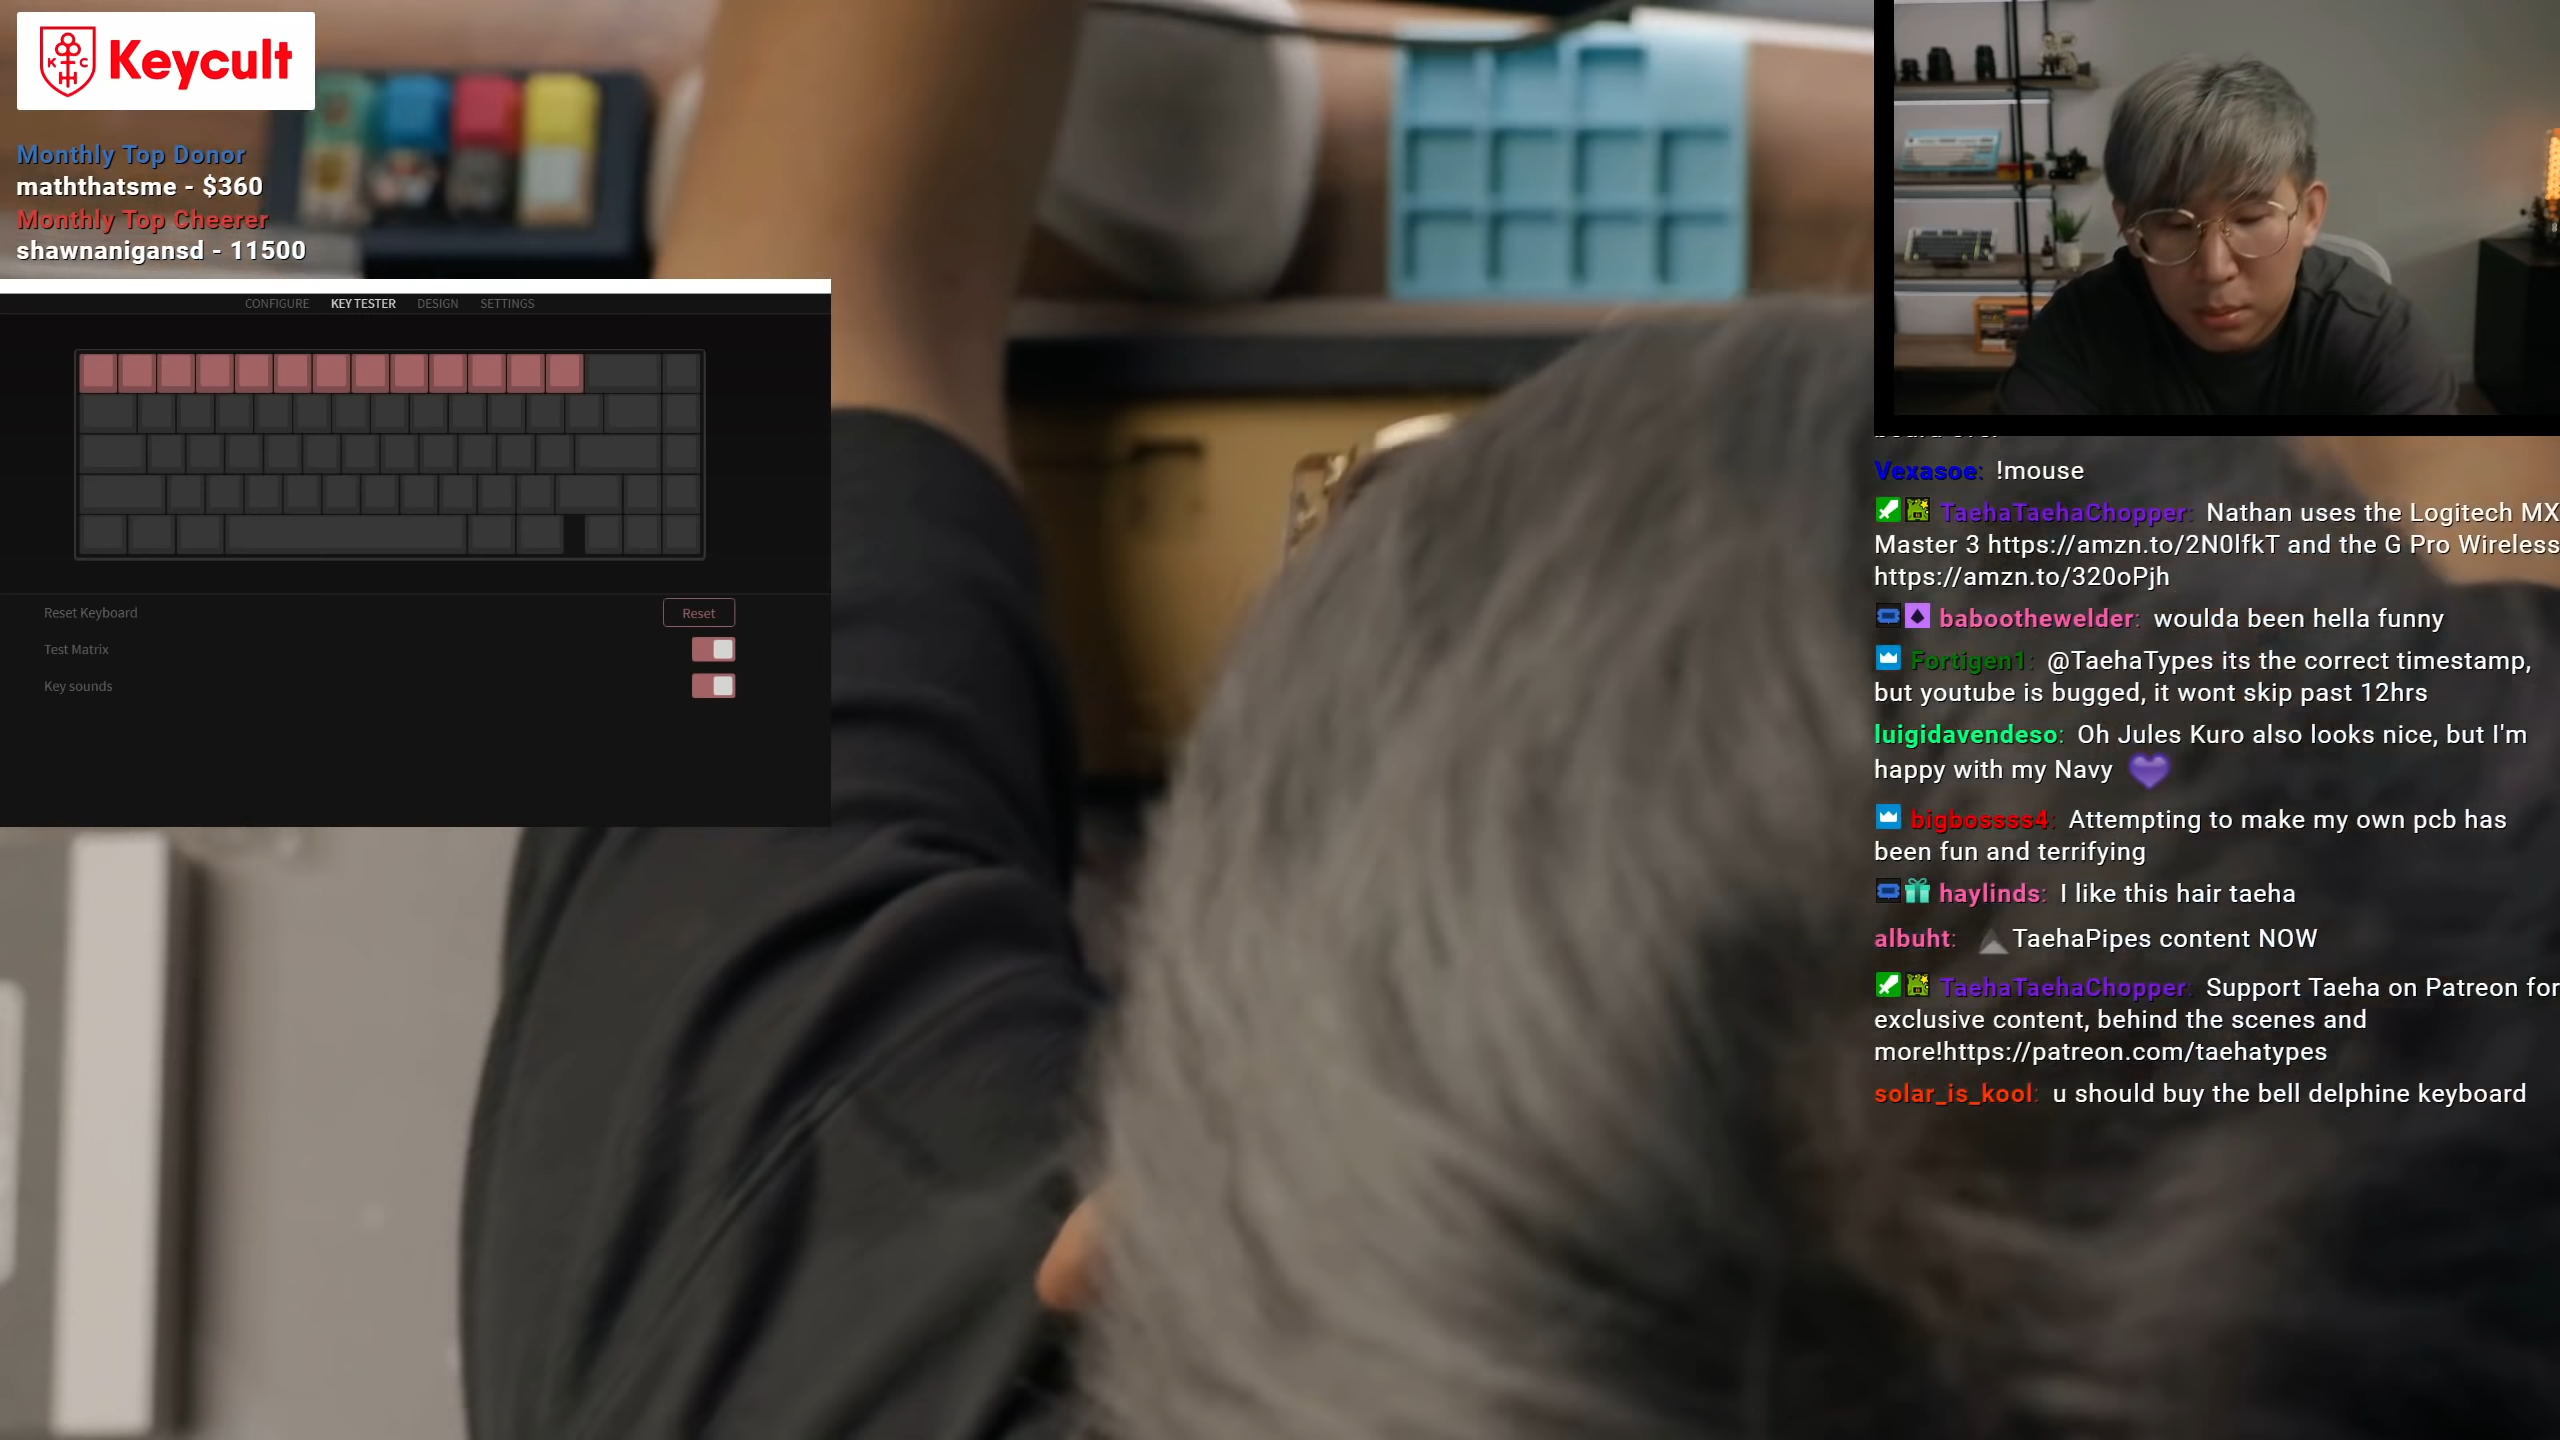 K C
Keycult
Monthly Top Donor
maththatsme - $360
Monthly Top Cheerer
shawnanigansd - 11500
CONFIGURE KEY TESTER DESIGN SETTINGS
Reset Keyboard Reset
Test Matrix
Key sounds
Vexasoe: !mouse
TaehaTaehaChopper: Nathan uses the Logitech MX
Master 3 https://amzn.to/2N0lfkT and the G Pro Wireless
https://amzn.to/320oPjh
baboothewelder: woulda been hella funny
Fortigen1: @TaehaTypes its the correct timestamp,
but youtube is bugged, it wont skip past 12hrs
luigidavendeso: Oh Jules Kuro also looks nice, but I'm
happy with my Navy
bigbossss4: Attempting to make my own pcb has
been fun and terrifying
haylinds: I like this hair taeha
albuht: TaehaPipes content NOW
TaehaTaehaChopper: Support Taeha on Patreon for
exclusive content, behind the scenes and
more!https://patreon.com/taehatypes
solar_is_kool: u should buy the bell delphine keyboard